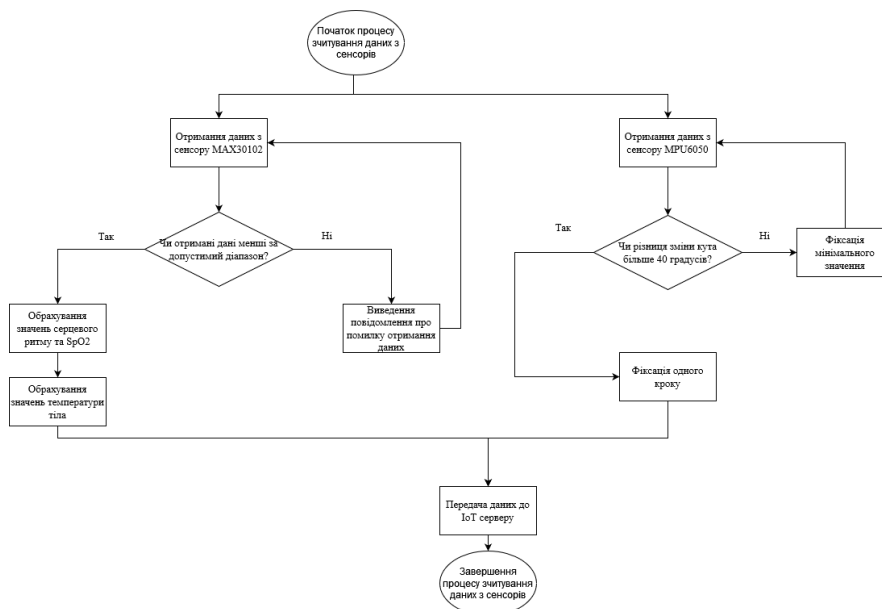 Початок процесу
зчитування даних з
сенсорів
Отримання даних з
сенсору MAX30102
Отримання даних з
сенсору MPU6050
Так
Чи отримані дані менші за
допустимий діапазон?
Ні
Так
Чи різниця зміни кута
більше 40 градусів?
Ні
Фіксація
мінімального
значення
Обрахування
значень серцевого
ритму та SpO2
Виведення
повідомлення про
помилку отримання
даних
Обрахування
значень температури
тіла
Фіксація одного
кроку
Передача даних до
IoT серверу
Завершення
процесу зчитування
даних з сенсорів